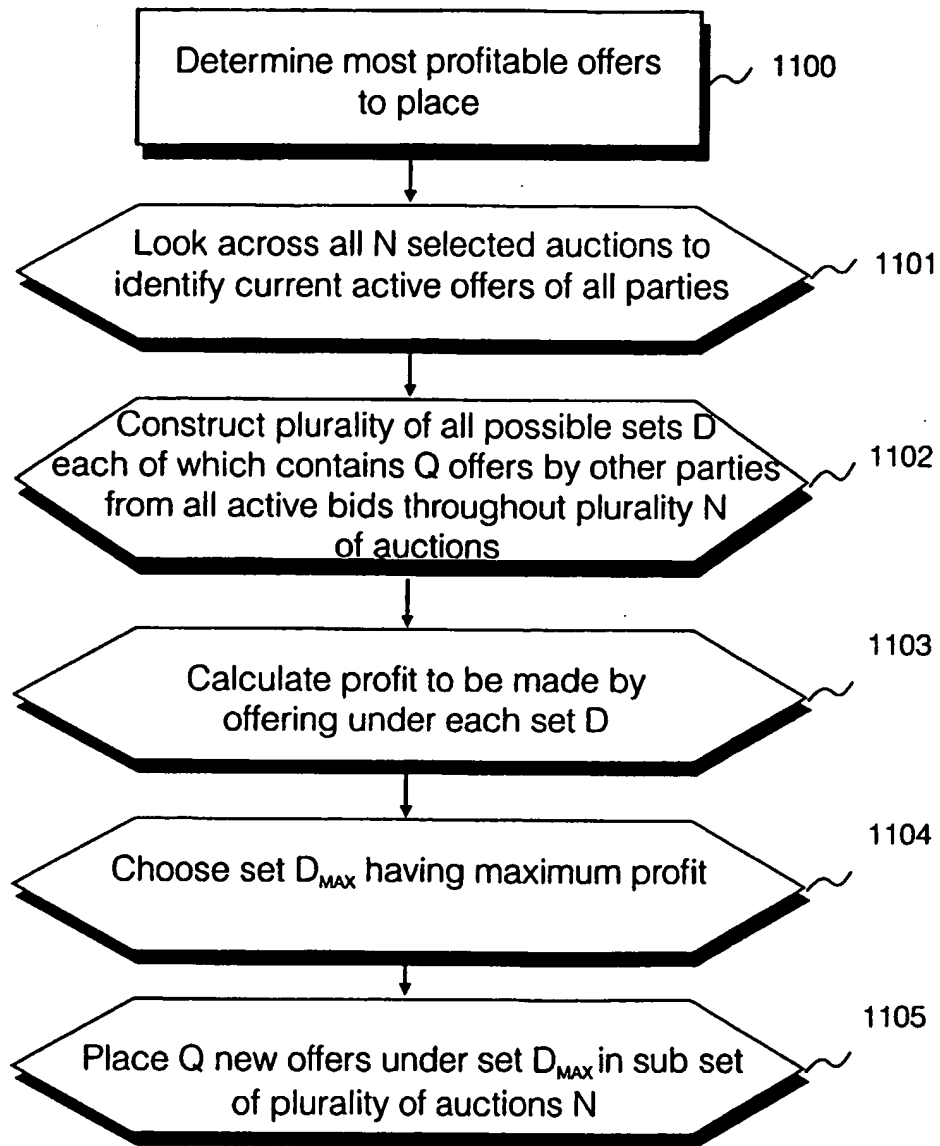 Determine most profitable offers
to place
1100
Look across all N selected auctions to
identify current active offers of all parties
1101
Construct plurality of all possible sets D
each of which contains Q offers by other parties
from all active bids throughout plurality N
of auctions
1102
Calculate profit to be made by
offering under each set D
1103
Choose set D_MAX having maximum profit
1104
Place Q new offers under set D_MAX in sub set
of plurality of auctions N
1105